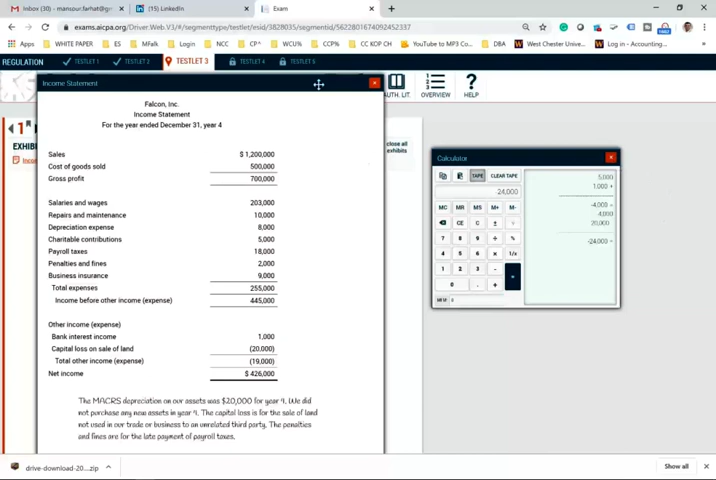 Inbox (30) - mansour.farhat@gm
(15) LinkedIn
Exam
exams.aicpa.org/Driver.Web.V3/#/segmenttype/testlet/3828035/segmentid/5622801674092452337
Apps WHITE PAPER ES MFalk Login NCC CP^ WCU% CCP% CC KOP CH YouTube to MP3 Co... DBA West Chester Unive... Log in - Accounting...
REGULATION TESTLET 1 TESTLET 2 TESTLET 3 TESTLET 4 TESTLET 5
Income Statement
AUTH. LIT. OVERVIEW HELP
1
EXHIB
Incom
close all
exhibits
Falcon, Inc.
Income Statement
For the year ended December 31, year 4
Sales $ 1,200,000
Cost of goods sold 500,000
Gross profit 700,000
Salaries and wages 203,000
Repairs and maintenance 10,000
Depreciation expense 8,000
Charitable contributions 5,000
Payroll taxes 18,000
Penalties and fines 2,000
Business insurance 9,000
Total expenses 255,000
Income before other income (expense) 445,000
Other income (expense)
Bank interest income 1,000
Capital loss on sale of land (20,000)
Total other income (expense) (19,000)
Net income $ 426,000
The MACRS depreciation on our assets was $20,000 for year 4. We did
not purchase any new assets in year 4. The capital loss is for the sale of land
not used in our trade or business to an unrelated third party. The penalties
and fines are for the late payment of payroll taxes.
Calculator
TAPE CLEAR TAPE
-24,000
MC MR MS M+ M-
CE C ±
7 8 9 ÷ %
4 5 6 x 1/x
1 2 3 - =
0 . +
MEM 0
5,000
1,000 +
-4,000 =
-4,000
20,000
-24,000 =
drive-download-20....zip
Show all